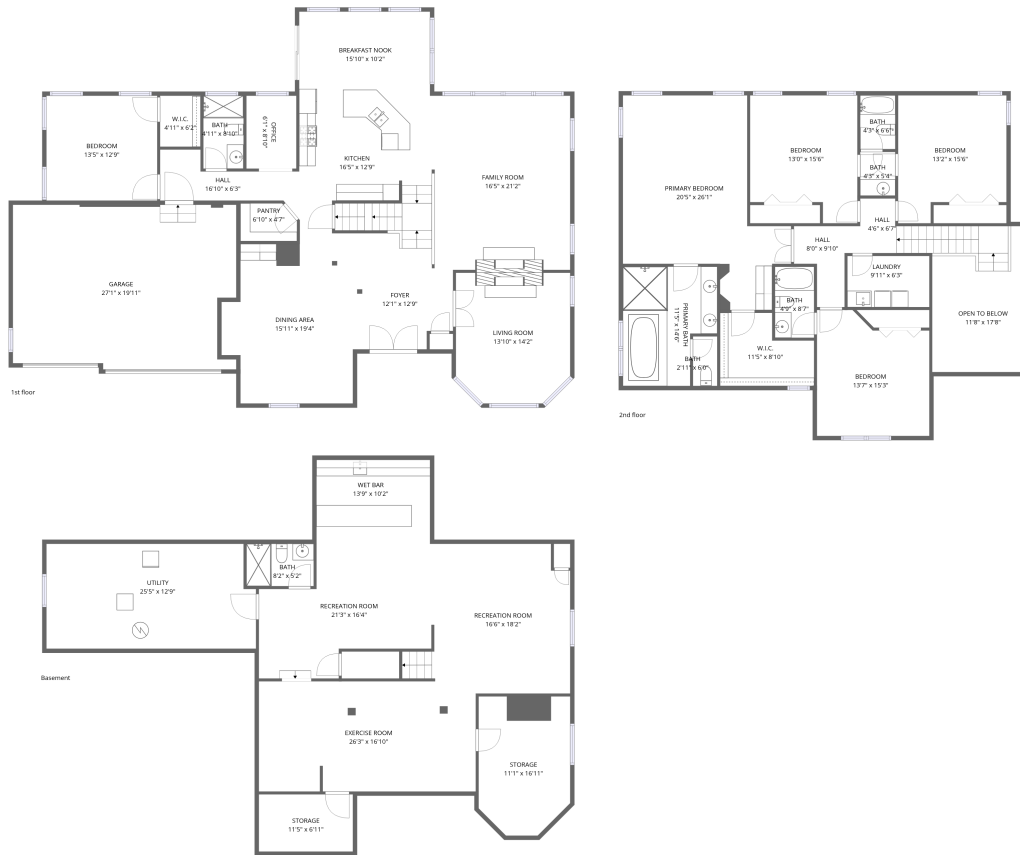 BREAKFAST NOOK
15'10" x 10'2"
W.I.C.
4'11" x 6'2"
BATH
4'11" x 8'10"
OFFICE
6'1" x 8'10"
BEDROOM
13'5" x 12'9"
KITCHEN
16'5" x 12'9"
HALL
16'10" x 6'3"
FAMILY ROOM
16'5" x 21'2"
PANTRY
6'10" x 4'7"
GARAGE
27'1" x 19'11"
FOYER
12'1" x 12'9"
DINING AREA
15'11" x 19'4"
LIVING ROOM
13'10" x 14'2"
1st floor
BATH
4'3" x 6'6"
BEDROOM
13'0" x 15'6"
BEDROOM
13'2" x 15'6"
BATH
4'3" x 5'4"
PRIMARY BEDROOM
20'5" x 26'1"
HALL
4'6" x 6'7"
HALL
8'0" x 9'10"
LAUNDRY
9'11" x 6'3"
BATH
4'9" x 8'7"
PRIMARY BATH
11'5" x 14'6"
OPEN TO BELOW
11'8" x 17'8"
W.I.C.
11'5" x 8'10"
BATH
2'11" x 6'0"
BEDROOM
13'7" x 15'3"
2nd floor
WET BAR
13'9" x 10'2"
BATH
8'2" x 5'2"
UTILITY
25'5" x 12'9"
RECREATION ROOM
21'3" x 16'4"
RECREATION ROOM
16'6" x 18'2"
Basement
EXERCISE ROOM
26'3" x 16'10"
STORAGE
11'1" x 16'11"
STORAGE
11'5" x 6'11"